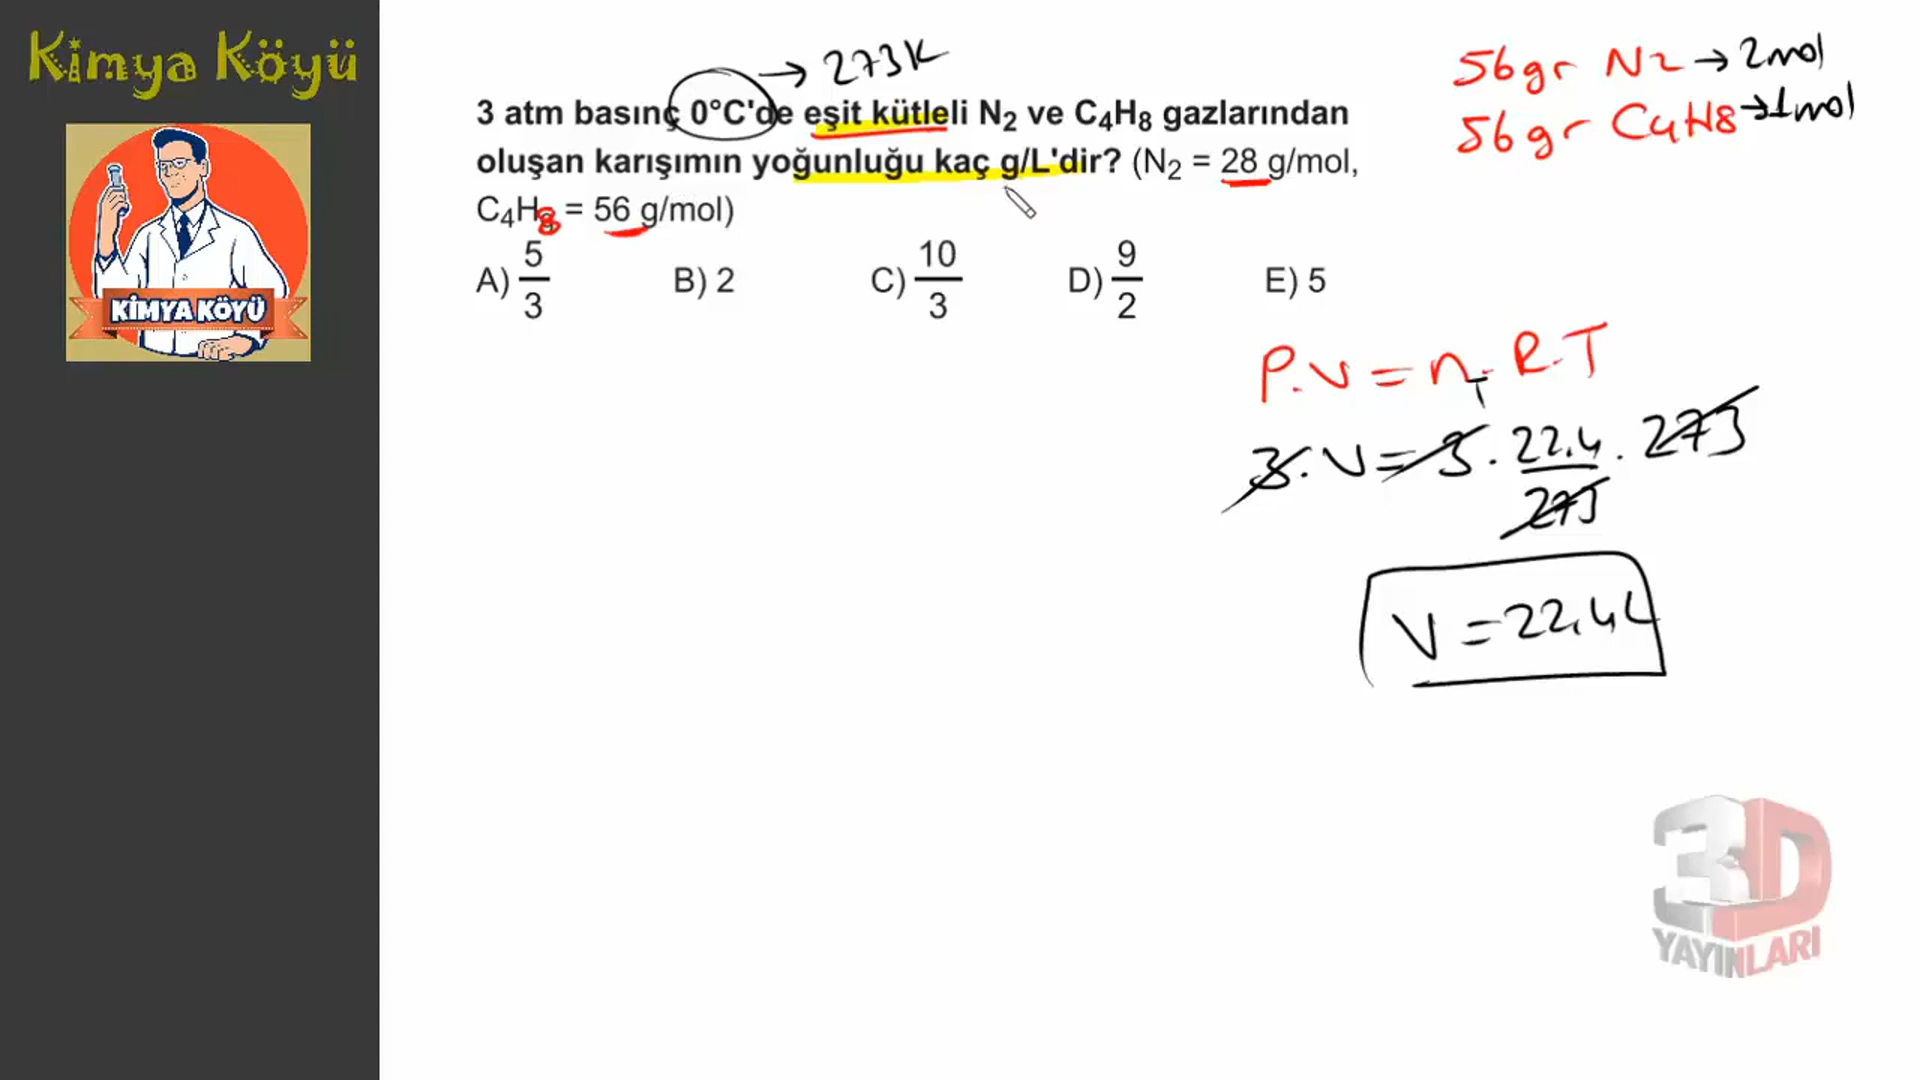 Kimya Köyü
KİMYA KÖYÜ
→ 273K
3 atm basınç 0°C'de eşit kütleli N₂ ve C₄H₈ gazlarından
oluşan karışımın yoğunluğu kaç g/L'dir? (N₂ = 28 g/mol,
C₄H₈ = 56 g/mol)
A) 5/3 B) 2 C) 10/3 D) 9/2 E) 5
56gr N2 → 2mol
56gr C4H8 → 1mol
P.V = nT.R.T
3.V = 3.22,4/273.273
V = 22,4L
3D
YAYINLARI